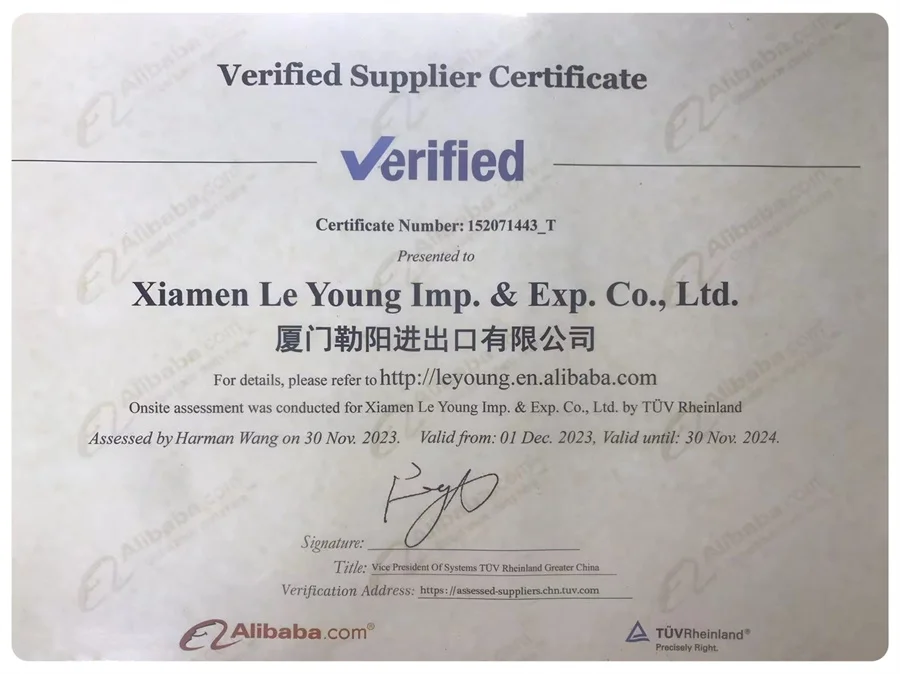 Verified Supplier Certificate
Verified
Certificate Number: 152071443_T
Presented to
Xiamen Le Young Imp. & Exp. Co., Ltd.
厦门勒阳进出口有限公司
For details, please refer to http://leyoung.en.alibaba.com
Onsite assessment was conducted for Xiamen Le Young Imp. & Exp. Co., Ltd. by TÜV Rheinland
Assessed by Harman Wang on 30 Nov. 2023. Valid from: 01 Dec. 2023, Valid until: 30 Nov. 2024.
Signature:
Title: Vice President Of Systems TÜV Rheinland Greater China
Verification Address: https://assessed-suppliers.chn.tuv.com
Alibaba.com®
TÜVRheinland®
Precisely Right.